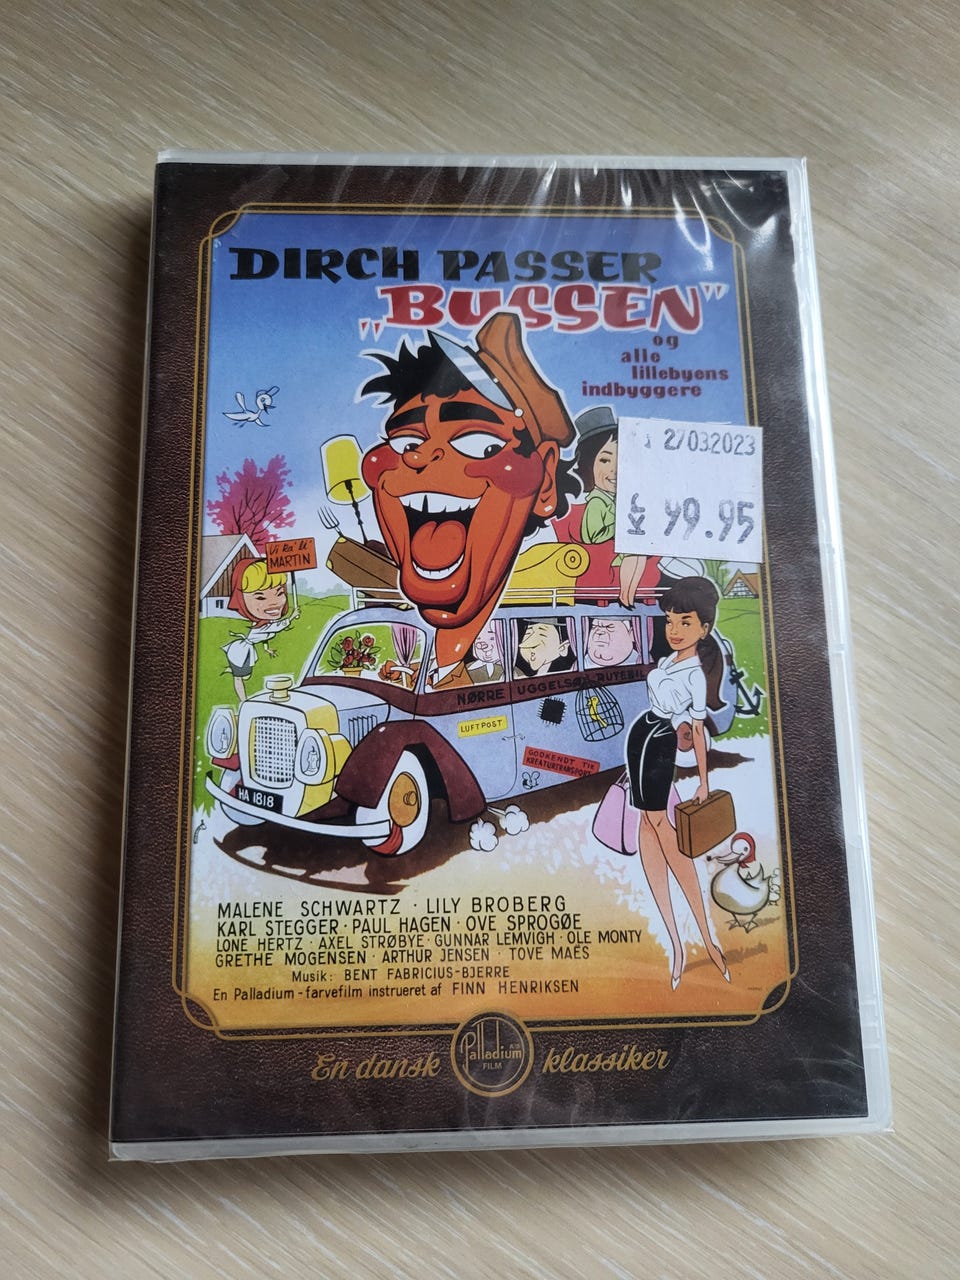 DIRCH PASSER
„BUSSEN"
og
alle
lillebyens
indbyggere
27032023
99.95
Vi ka' li'
MARTIN
NØRRE UGGELSØ RUTEBIL
LUFTPOST
GODKENDT TIL
KREATURTRANSPORT
HA 1818
MALENE SCHWARTZ · LILY BROBERG
KARL STEGGER · PAUL HAGEN · OVE SPROGØE
LONE HERTZ · AXEL STRØBYE · GUNNAR LEMVIGH · OLE MONTY
GRETHE MOGENSEN · ARTHUR JENSEN · TOVE MAËS
Musik: BENT FABRICIUS-BJERRE
En Palladium-farvefilm instrueret af FINN HENRIKSEN
En dansk Palladium A/S FILM klassiker